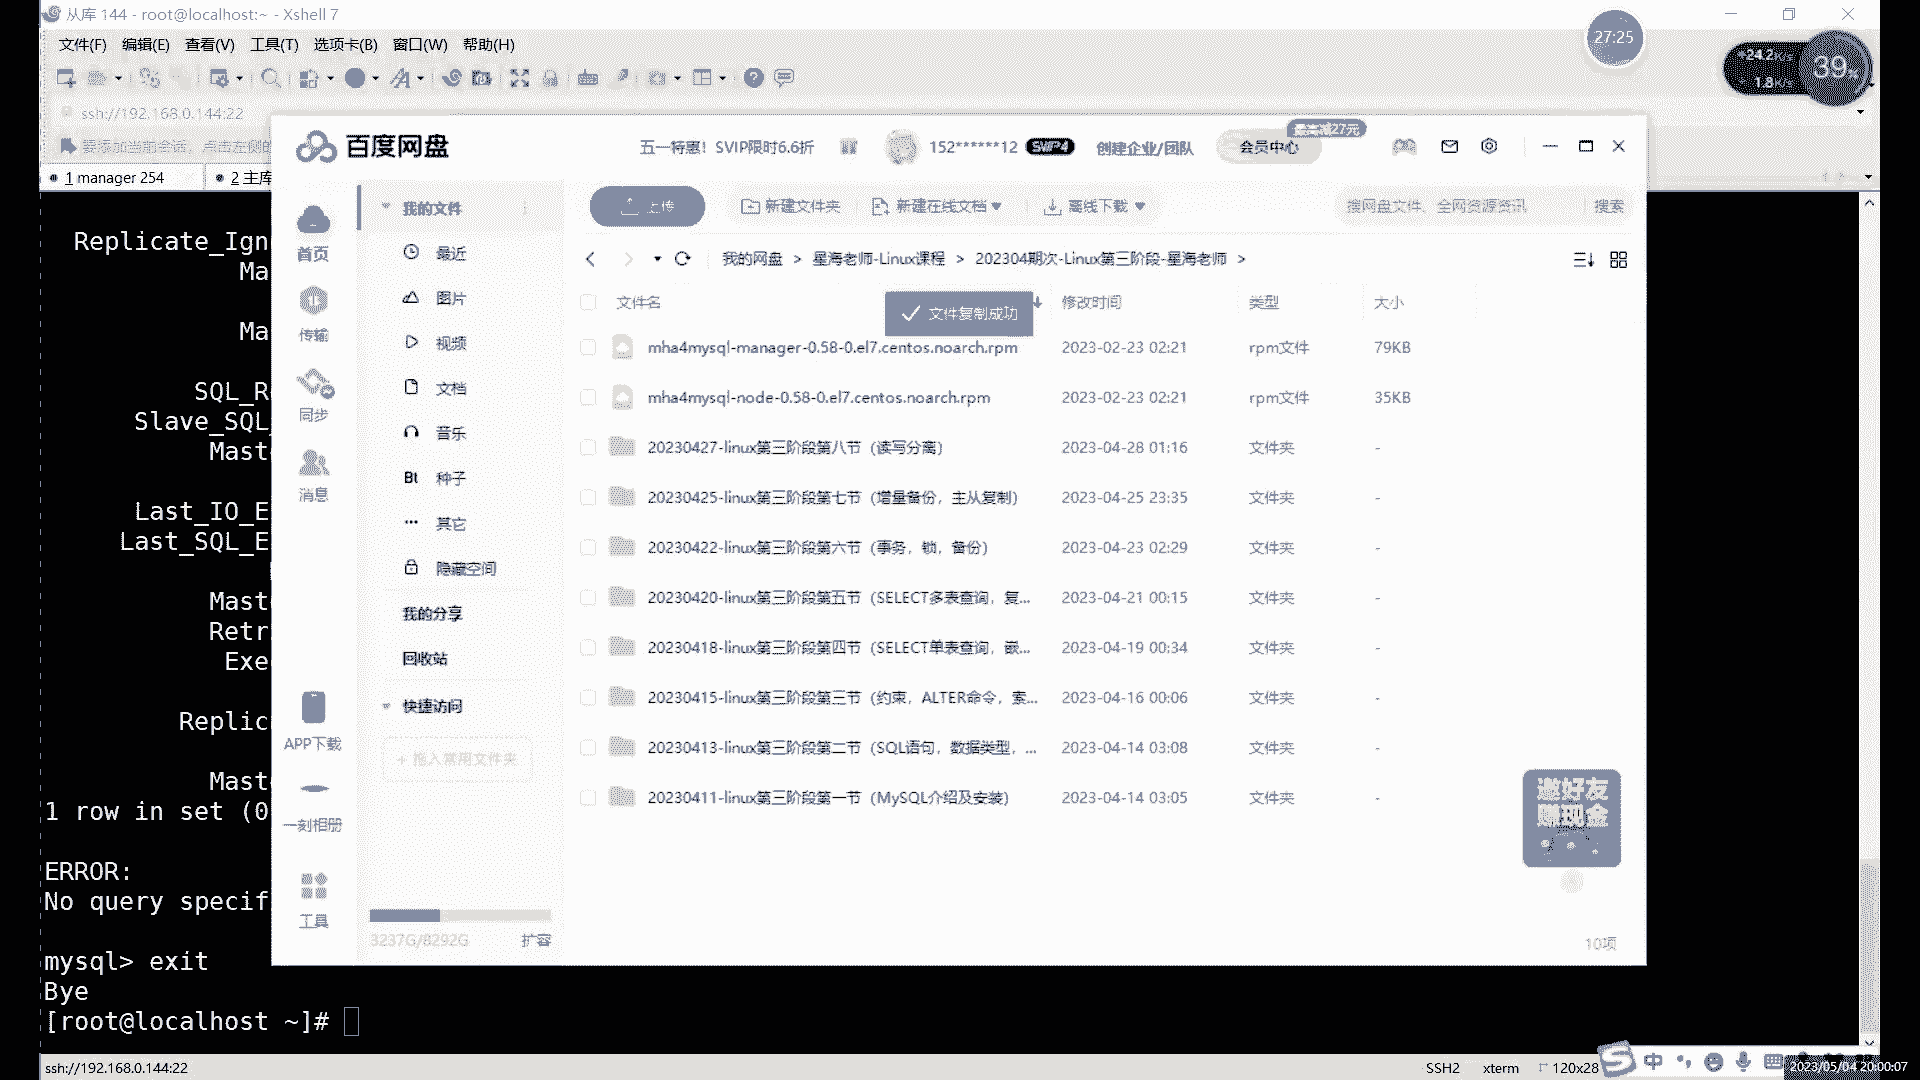 从库 144 - root@localhost:~ - Xshell 7
文件(F) 编辑(E) 查看(V) 工具(T) 选项卡(B) 窗口(W) 帮助(H)
27:25
24.2K/s
1.8K/s
39%
ssh://192.168.0.144:22
要添加当前会话，点击左侧的
1 manager 254
2 主库
Replicate_Ign
Ma
Ma
SQL_R
Slave_SQL_
Mast
Last_IO_E
Last_SQL_E
Mast
Retr
Exe
Replic
Mast
1 row in set (0
ERROR:
No query specif
mysql> exit
Bye
[root@localhost ~]#
百度网盘
五一特惠！SVIP限时6.6折
152******12
SVIP4
创建企业/团队
会员中心
减27元
首页
传输
同步
消息
APP下载
一刻相册
工具
我的文件
最近
图片
视频
文档
音乐
Bt 种子
其它
隐藏空间
我的分享
回收站
快捷访问
+ 拖入常用文件夹
3237G/8292G 扩容
上传 新建文件夹 新建在线文档 离线下载
搜网盘文件、全网资源资讯 搜索
我的网盘 > 星海老师-Linux课程 > 202304期次-Linux第三阶段-星海老师 >
文件名 修改时间 类型 大小
文件复制成功
mha4mysql-manager-0.58-0.el7.centos.noarch.rpm 2023-02-23 02:21 rpm文件 79KB
mha4mysql-node-0.58-0.el7.centos.noarch.rpm 2023-02-23 02:21 rpm文件 35KB
20230427-linux第三阶段第八节（读写分离） 2023-04-28 01:16 文件夹 -
20230425-linux第三阶段第七节（增量备份，主从复制） 2023-04-25 23:35 文件夹 -
20230422-linux第三阶段第六节（事务，锁，备份） 2023-04-23 02:29 文件夹 -
20230420-linux第三阶段第五节（SELECT多表查询，复... 2023-04-21 00:15 文件夹 -
20230418-linux第三阶段第四节（SELECT单表查询，嵌... 2023-04-19 00:34 文件夹 -
20230415-linux第三阶段第三节（约束，ALTER命令，索... 2023-04-16 00:06 文件夹 -
20230413-linux第三阶段第二节（SQL语句，数据类型，... 2023-04-14 03:08 文件夹 -
20230411-linux第三阶段第一节（MySQL介绍及安装） 2023-04-14 03:05 文件夹 -
邀好友
赚现金
10项
ssh://192.168.0.144:22
SSH2 xterm 120x28
中
2023/05/04 20:00:07